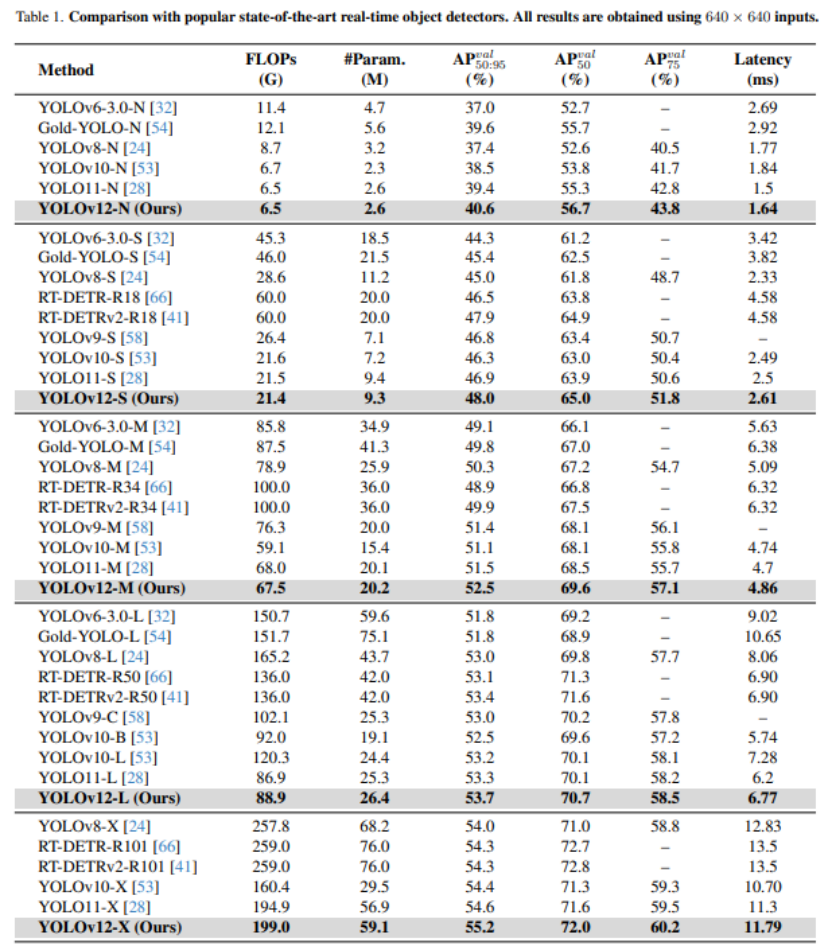 Table 1. Comparison with popular state-of-the-art real-time object detectors. All results are obtained using 640 × 640 inputs.
Method FLOPs (G) #Param. (M) AP^{val}_{50:95} (%) AP^{val}_{50} (%) AP^{val}_{75} (%) Latency (ms)
YOLOv6-3.0-N [32] 11.4 4.7 37.0 52.7 – 2.69
Gold-YOLO-N [54] 12.1 5.6 39.6 55.7 – 2.92
YOLOv8-N [24] 8.7 3.2 37.4 52.6 40.5 1.77
YOLOv10-N [53] 6.7 2.3 38.5 53.8 41.7 1.84
YOLO11-N [28] 6.5 2.6 39.4 55.3 42.8 1.5
YOLOv12-N (Ours) 6.5 2.6 40.6 56.7 43.8 1.64
YOLOv6-3.0-S [32] 45.3 18.5 44.3 61.2 – 3.42
Gold-YOLO-S [54] 46.0 21.5 45.4 62.5 – 3.82
YOLOv8-S [24] 28.6 11.2 45.0 61.8 48.7 2.33
RT-DETR-R18 [66] 60.0 20.0 46.5 63.8 – 4.58
RT-DETRv2-R18 [41] 60.0 20.0 47.9 64.9 – 4.58
YOLOv9-S [58] 26.4 7.1 46.8 63.4 50.7 –
YOLOv10-S [53] 21.6 7.2 46.3 63.0 50.4 2.49
YOLO11-S [28] 21.5 9.4 46.9 63.9 50.6 2.5
YOLOv12-S (Ours) 21.4 9.3 48.0 65.0 51.8 2.61
YOLOv6-3.0-M [32] 85.8 34.9 49.1 66.1 – 5.63
Gold-YOLO-M [54] 87.5 41.3 49.8 67.0 – 6.38
YOLOv8-M [24] 78.9 25.9 50.3 67.2 54.7 5.09
RT-DETR-R34 [66] 100.0 36.0 48.9 66.8 – 6.32
RT-DETRv2-R34 [41] 100.0 36.0 49.9 67.5 – 6.32
YOLOv9-M [58] 76.3 20.0 51.4 68.1 56.1 –
YOLOv10-M [53] 59.1 15.4 51.1 68.1 55.8 4.74
YOLO11-M [28] 68.0 20.1 51.5 68.5 55.7 4.7
YOLOv12-M (Ours) 67.5 20.2 52.5 69.6 57.1 4.86
YOLOv6-3.0-L [32] 150.7 59.6 51.8 69.2 – 9.02
Gold-YOLO-L [54] 151.7 75.1 51.8 68.9 – 10.65
YOLOv8-L [24] 165.2 43.7 53.0 69.8 57.7 8.06
RT-DETR-R50 [66] 136.0 42.0 53.1 71.3 – 6.90
RT-DETRv2-R50 [41] 136.0 42.0 53.4 71.6 – 6.90
YOLOv9-C [58] 102.1 25.3 53.0 70.2 57.8 –
YOLOv10-B [53] 92.0 19.1 52.5 69.6 57.2 5.74
YOLOv10-L [53] 120.3 24.4 53.2 70.1 58.1 7.28
YOLO11-L [28] 86.9 25.3 53.3 70.1 58.2 6.2
YOLOv12-L (Ours) 88.9 26.4 53.7 70.7 58.5 6.77
YOLOv8-X [24] 257.8 68.2 54.0 71.0 58.8 12.83
RT-DETR-R101 [66] 259.0 76.0 54.3 72.7 – 13.5
RT-DETRv2-R101 [41] 259.0 76.0 54.3 72.8 – 13.5
YOLOv10-X [53] 160.4 29.5 54.4 71.3 59.3 10.70
YOLO11-X [28] 194.9 56.9 54.6 71.6 59.5 11.3
YOLOv12-X (Ours) 199.0 59.1 55.2 72.0 60.2 11.79